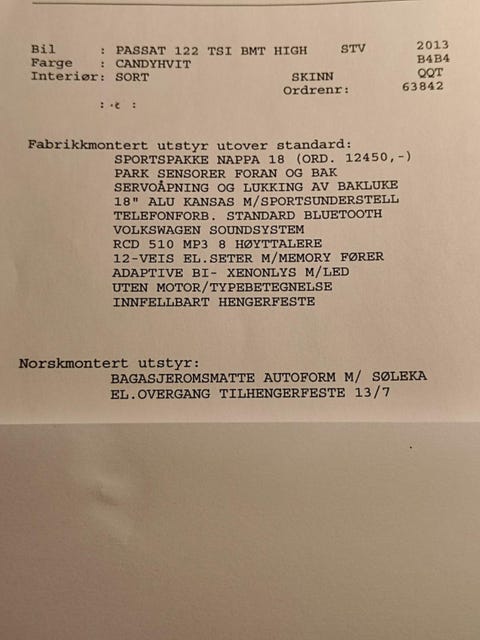 Bil : PASSAT 122 TSI BMT HIGH STV 2013
Farge : CANDYHVIT B4B4
Interiør: SORT SKINN QQT
Ordrenr: 63842
Fabrikkmontert utstyr utover standard:
SPORTSPAKKE NAPPA 18 (ORD. 12450,-)
PARK SENSORER FORAN OG BAK
SERVOÅPNING OG LUKKING AV BAKLUKE
18" ALU KANSAS M/SPORTSUNDERSTELL
TELEFONFORB. STANDARD BLUETOOTH
VOLKSWAGEN SOUNDSYSTEM
RCD 510 MP3 8 HØYTTALERE
12-VEIS EL.SETER M/MEMORY FØRER
ADAPTIVE BI- XENONLYS M/LED
UTEN MOTOR/TYPEBETEGNELSE
INNFELLBART HENGERFESTE
Norskmontert utstyr:
BAGASJEROMSMATTE AUTOFORM M/ SØLEKA
EL.OVERGANG TILHENGERFESTE 13/7